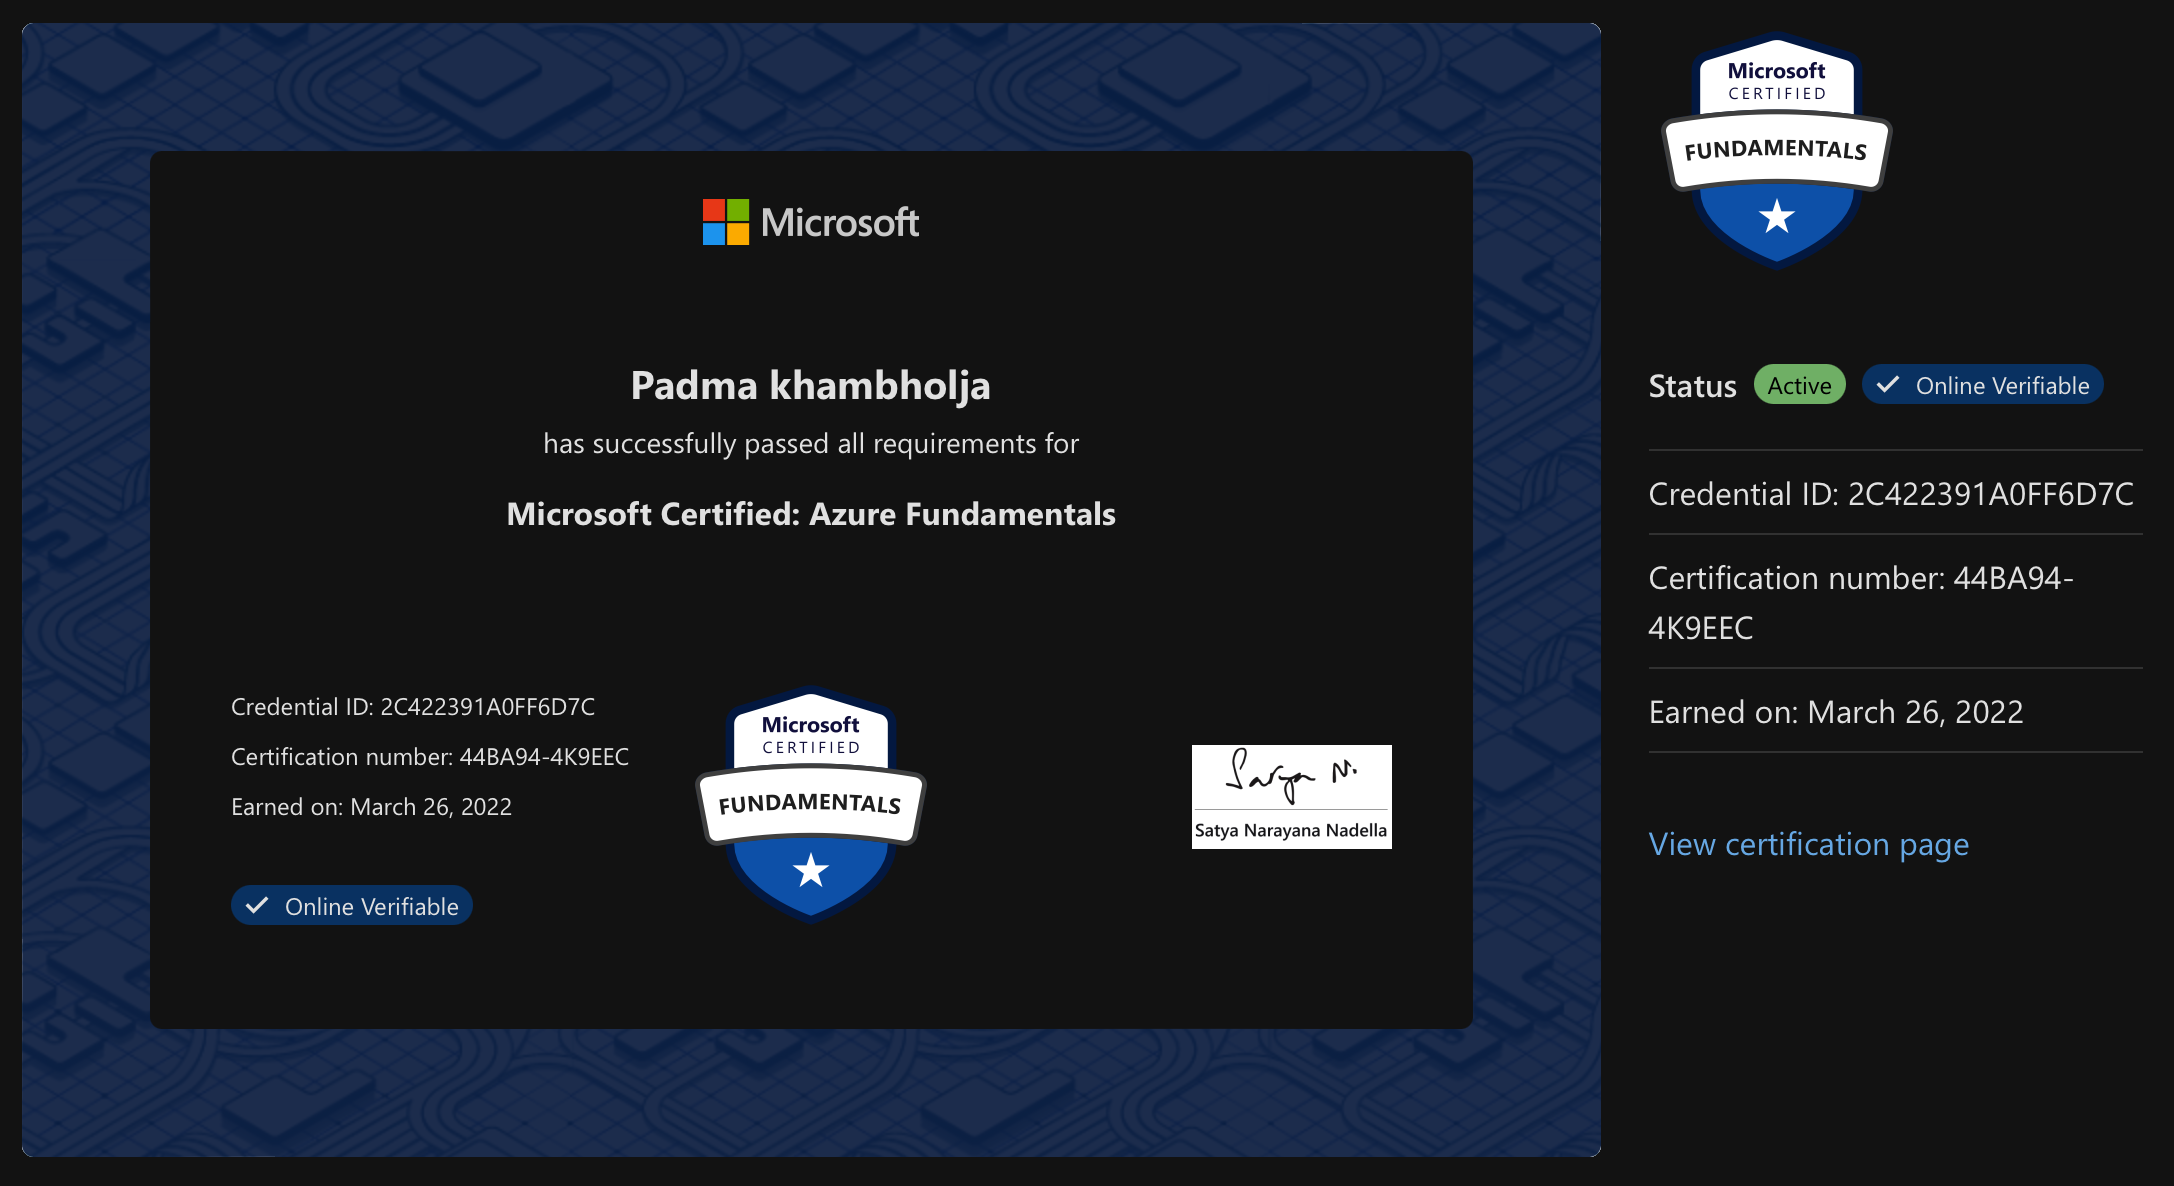 Microsoft
Padma khambholja
has successfully passed all requirements for
Microsoft Certified: Azure Fundamentals
Credential ID: 2C422391A0FF6D7C
Certification number: 44BA94-4K9EEC
Earned on: March 26, 2022
Online Verifiable
Microsoft
CERTIFIED
FUNDAMENTALS
Satya N.
Satya Narayana Nadella
Microsoft
CERTIFIED
FUNDAMENTALS
Status Active Online Verifiable
Credential ID: 2C422391A0FF6D7C
Certification number: 44BA94-
4K9EEC
Earned on: March 26, 2022
View certification page